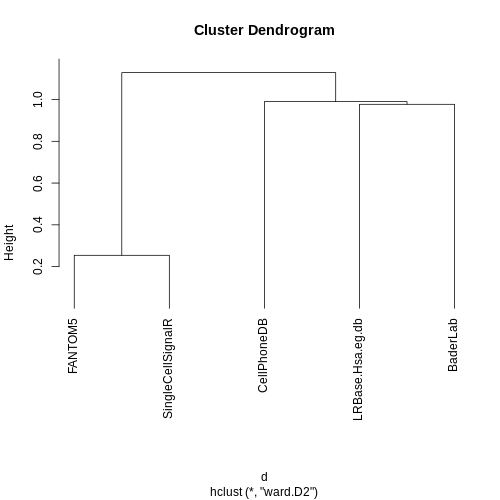 Cluster Dendrogram
Height
1.0
0.8
0.6
0.4
0.2
FANTOM5
SingleCellSignalR
CellPhoneDB
LRBase.Hsa.eg.db
BaderLab
d
hclust (*, "ward.D2")